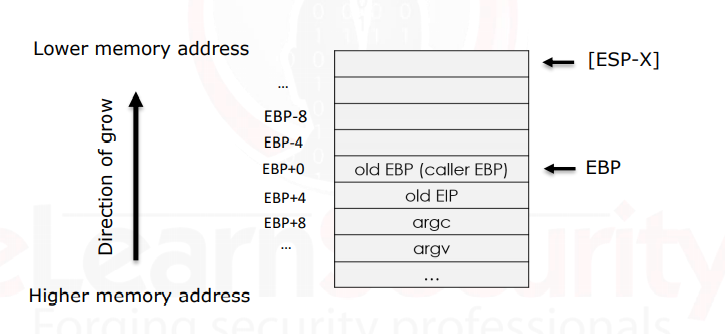 Lower memory address
[ESP-X]
...
EBP-8
EBP-4
EBP+0 old EBP (caller EBP) EBP
EBP+4 old EIP
EBP+8 argc
... argv
...
Direction of grow
Higher memory address
eLearnSecurity
Forging security professionals